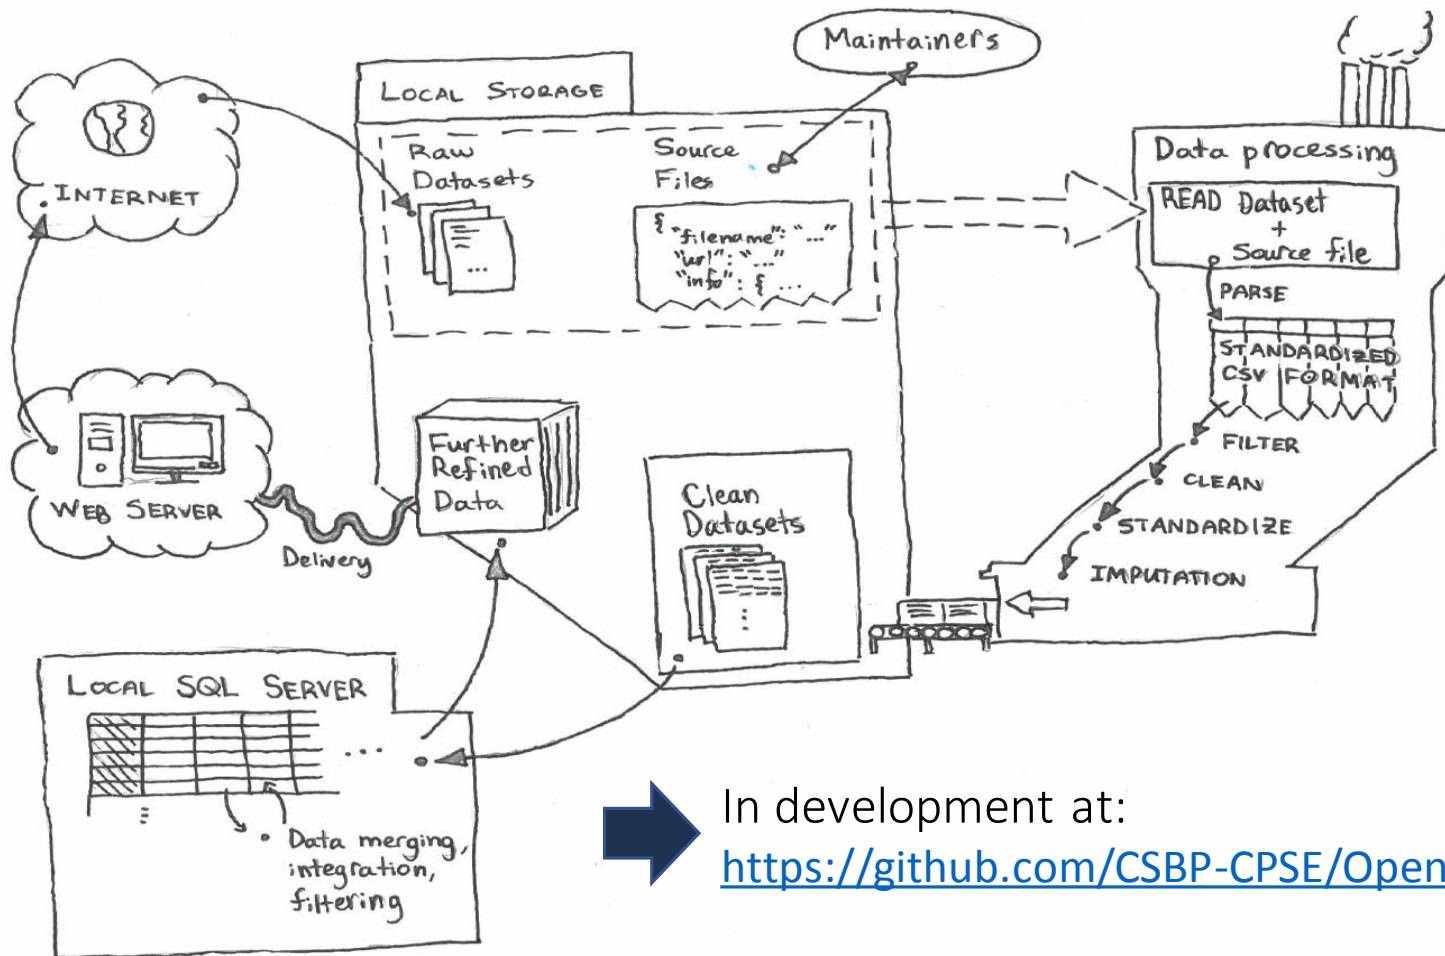 Maintainers
LOCAL STORAGE
INTERNET
Raw
Datasets
...
Source
Files
{ "filename": "..."
"url": "..."
"info": { ...
Data processing
READ Dataset
+
Source file
PARSE
STANDARDIZED
CSV FORMAT
FILTER
CLEAN
STANDARDIZE
IMPUTATION
WEB SERVER
Delivery
Further
Refined
Data
Clean
Datasets
LOCAL SQL SERVER
...
Data merging,
integration,
filtering
In development at:
https://github.com/CSBP-CPSE/Open